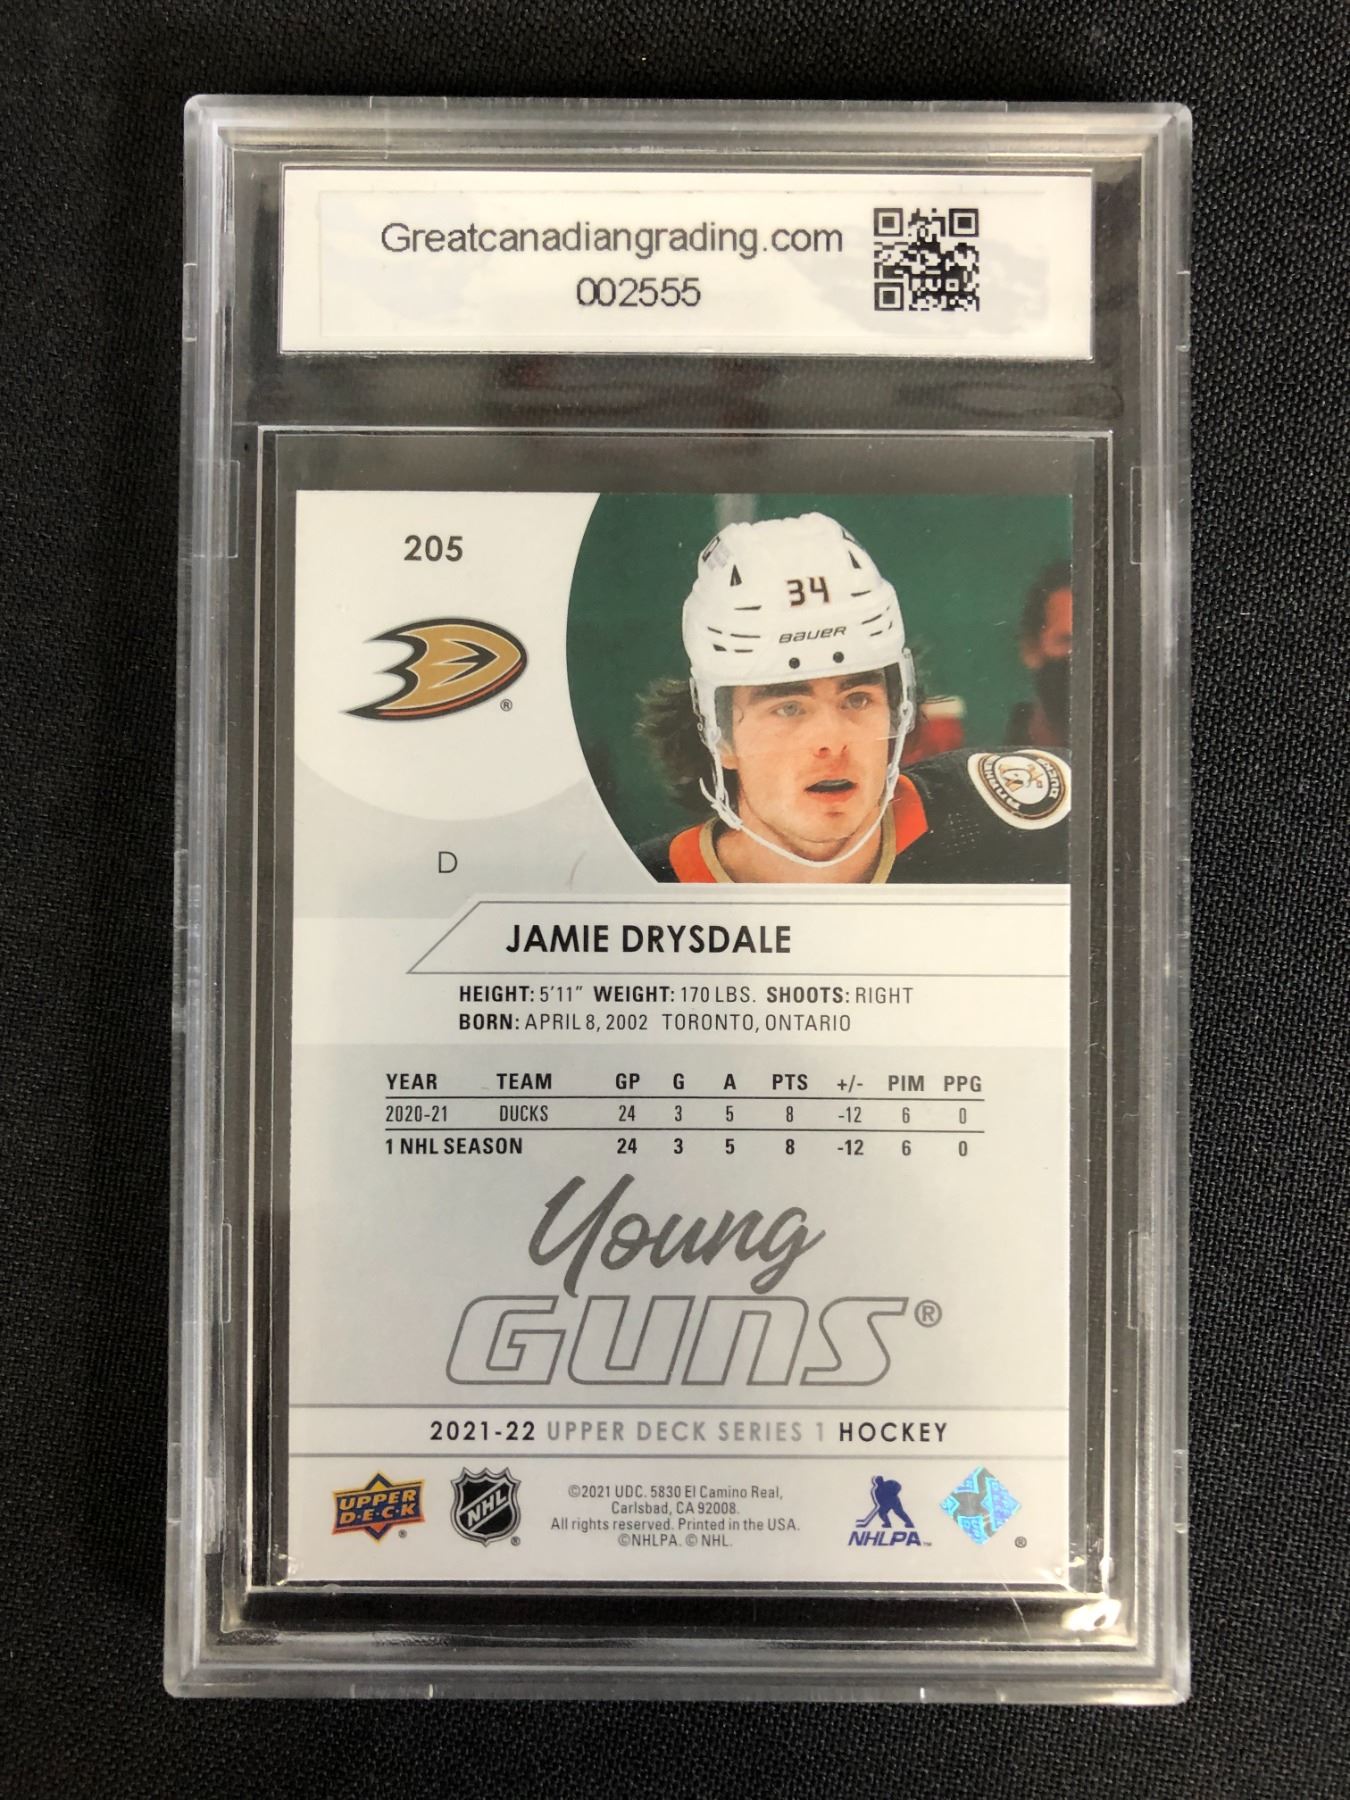 Greatcanadiangrading.com
002555
205
34
BAUER
®
D
JAMIE DRYSDALE
HEIGHT: 5'11" WEIGHT: 170 LBS. SHOOTS: RIGHT
BORN: APRIL 8, 2002 TORONTO, ONTARIO
YEAR TEAM GP G A PTS +/- PIM PPG
2020-21 DUCKS 24 3 5 8 -12 6 0
1 NHL SEASON 24 3 5 8 -12 6 0
Young
GUNS®
2021-22 UPPER DECK SERIES 1 HOCKEY
UPPER
D·E·C·K
®
NHL
®
©2021 UDC. 5830 El Camino Real,
Carlsbad, CA 92008.
All rights reserved. Printed in the USA.
©NHLPA. © NHL.
NHLPA™
®